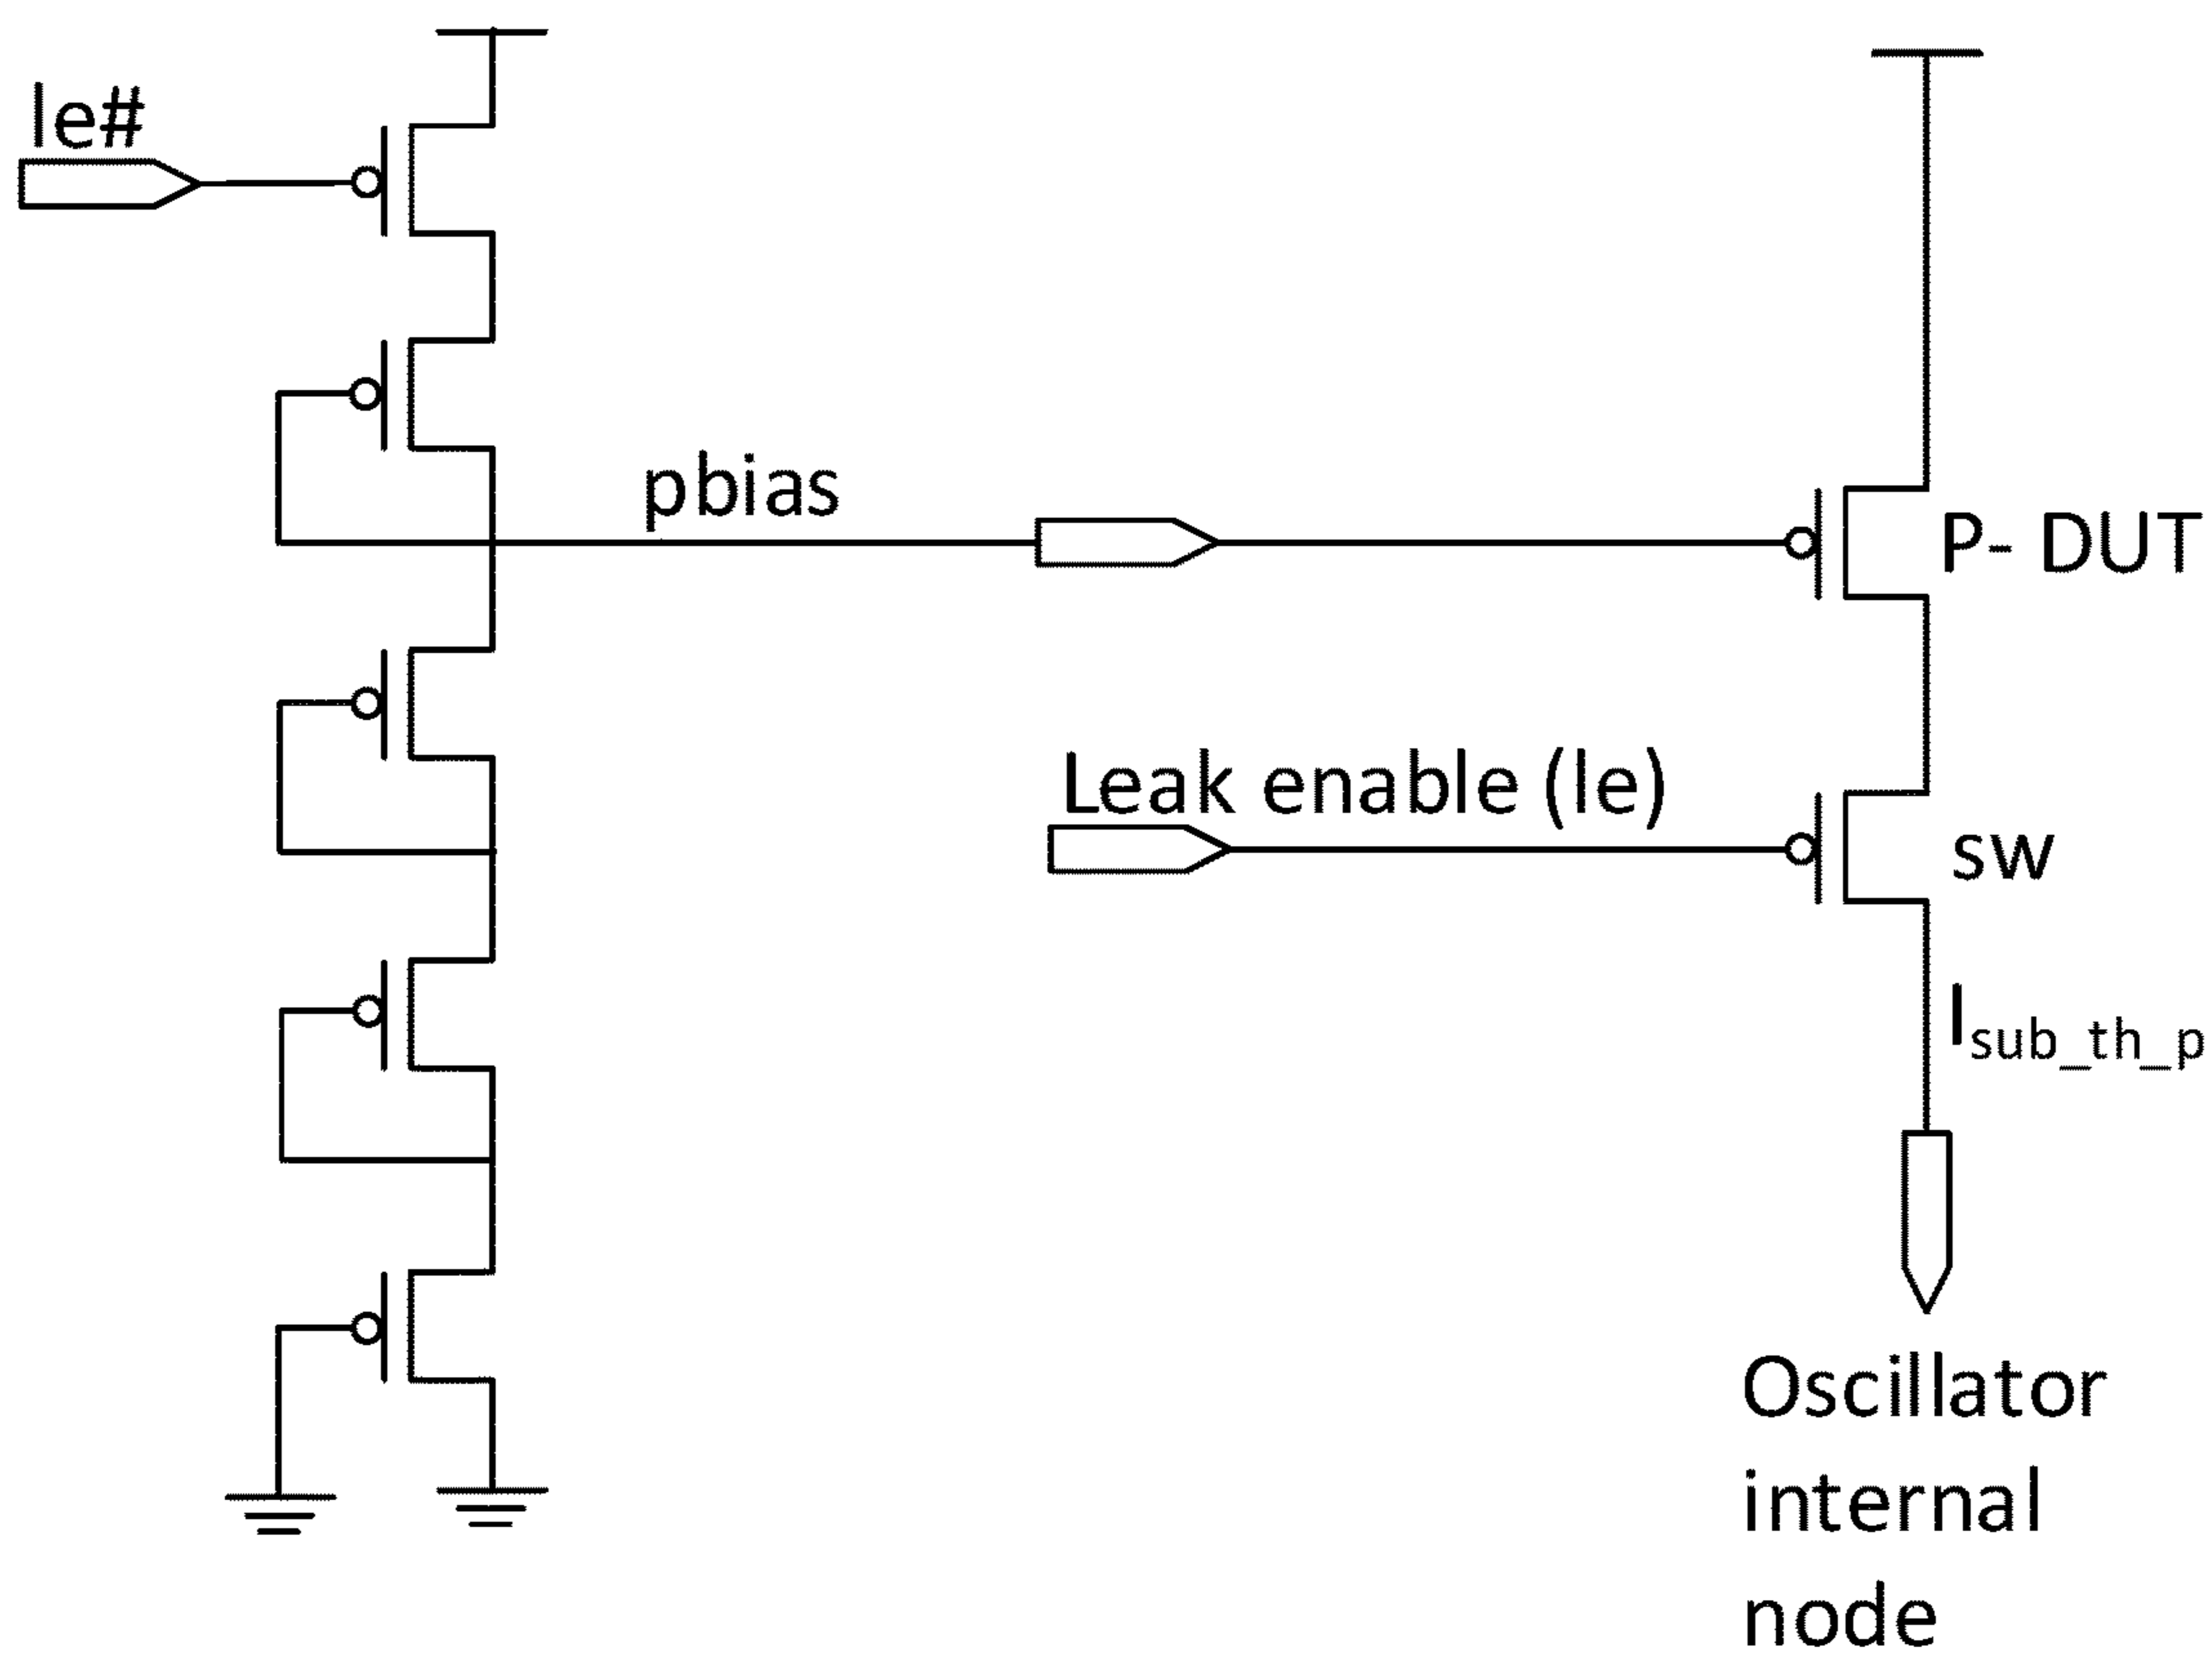 le#
pbias
P- DUT
Leak enable (le)
sw
Isub_th_p
Oscillator
internal
node